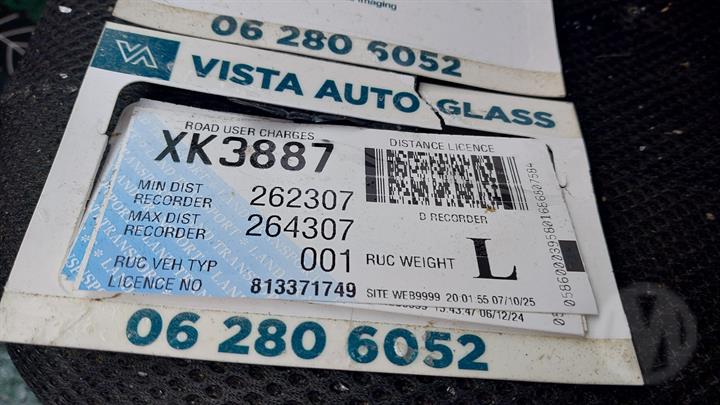 Imaging
06 280 6052
VISTA AUTO GLASS
ROAD USER CHARGES
XK3887
DISTANCE LICENCE
MIN DIST RECORDER 262307
MAX DIST RECORDER 264307
D RECORDER
RUC VEH TYP 001 RUC WEIGHT L
LICENCE NO 813371749
SITE WEB9999 20:01:55 07/10/25
13:43:47 06/12/24
06 280 6052